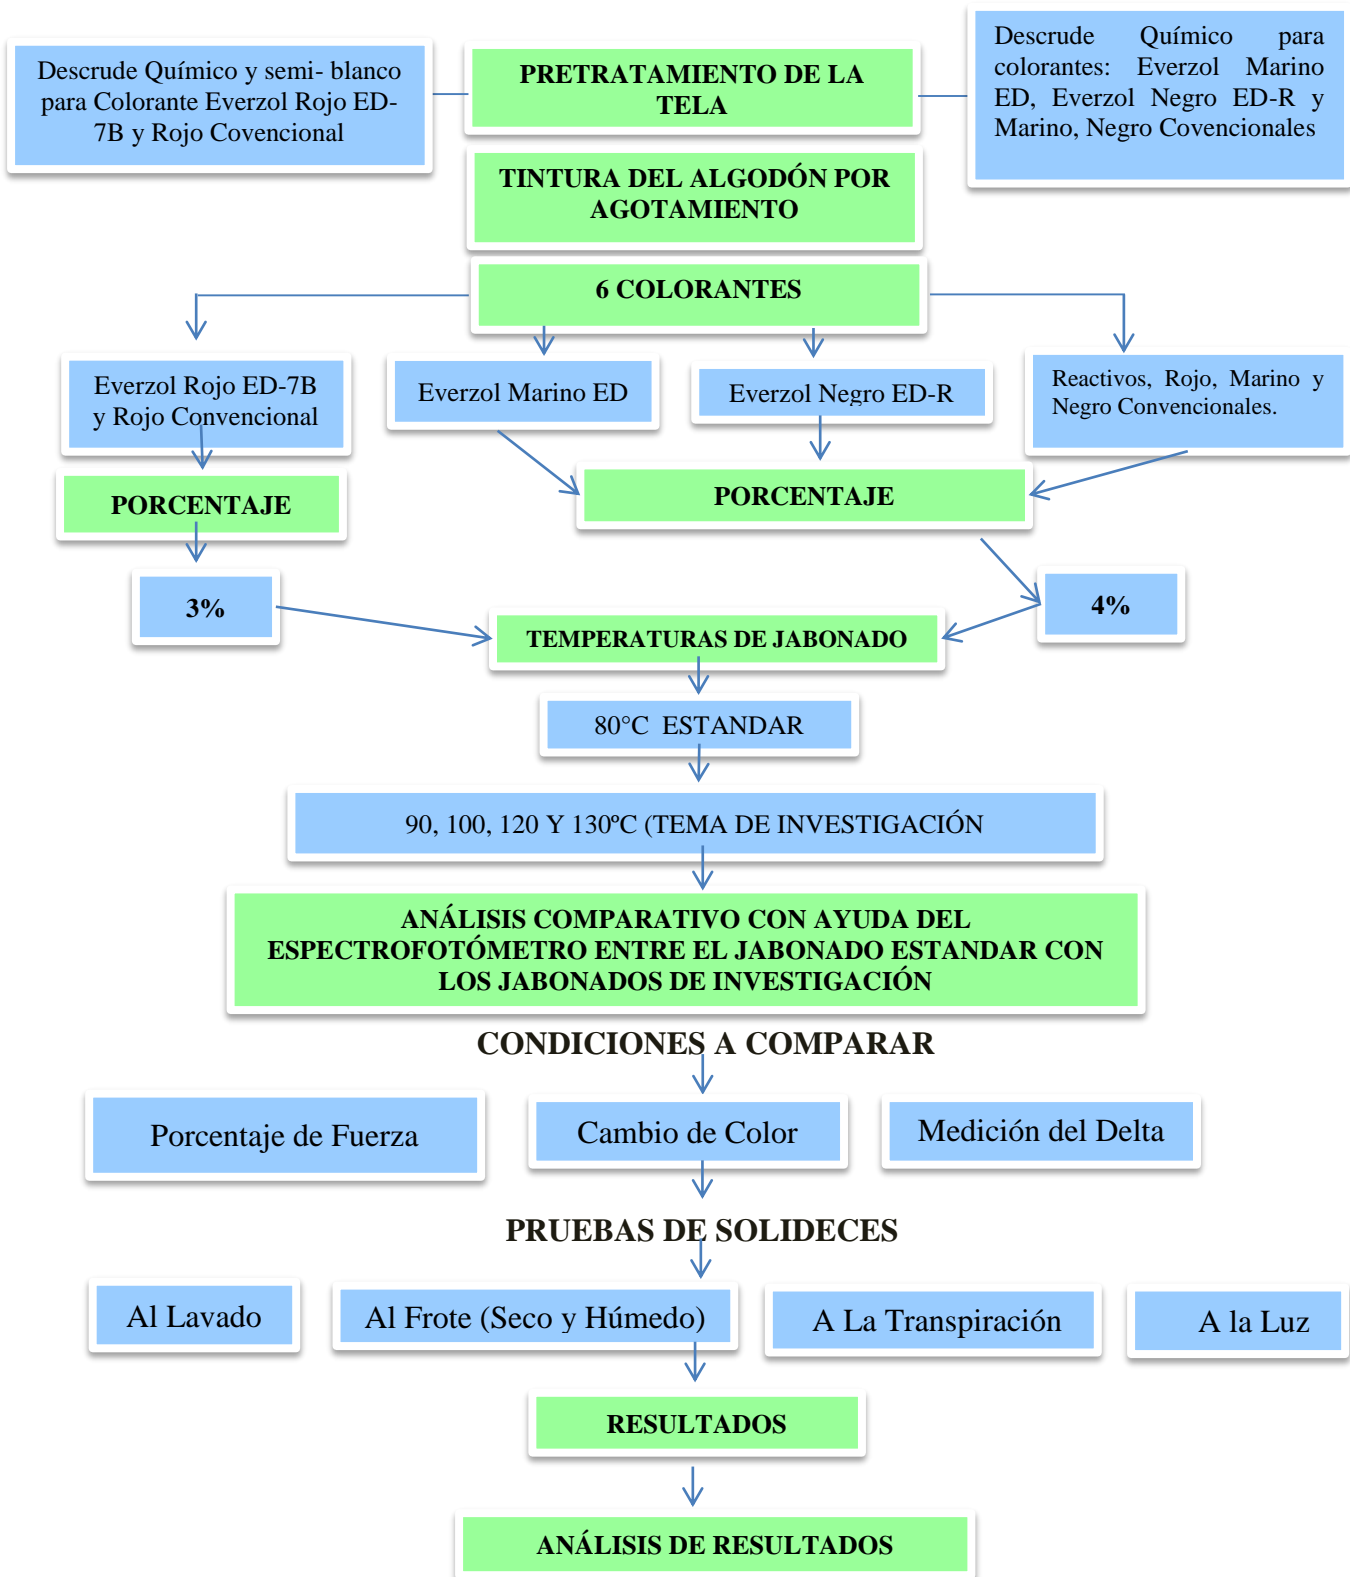 Descrude Químico y semi- blanco
para Colorante Everzol Rojo ED-
7B y Rojo Covencional
PRETRATAMIENTO DE LA
TELA
Descrude Químico para
colorantes: Everzol Marino
ED, Everzol Negro ED-R y
Marino, Negro Covencionales
TINTURA DEL ALGODÓN POR
AGOTAMIENTO
6 COLORANTES
Everzol Rojo ED-7B
y Rojo Convencional
Everzol Marino ED
Everzol Negro ED-R
Reactivos, Rojo, Marino y
Negro Convencionales.
PORCENTAJE
PORCENTAJE
3%
4%
TEMPERATURAS DE JABONADO
80°C ESTANDAR
90, 100, 120 Y 130ºC (TEMA DE INVESTIGACIÓN
ANÁLISIS COMPARATIVO CON AYUDA DEL
ESPECTROFOTÓMETRO ENTRE EL JABONADO ESTANDAR CON
LOS JABONADOS DE INVESTIGACIÓN
CONDICIONES A COMPARAR
Porcentaje de Fuerza
Cambio de Color
Medición del Delta
PRUEBAS DE SOLIDECES
Al Lavado
Al Frote (Seco y Húmedo)
A La Transpiración
A la Luz
RESULTADOS
ANÁLISIS DE RESULTADOS